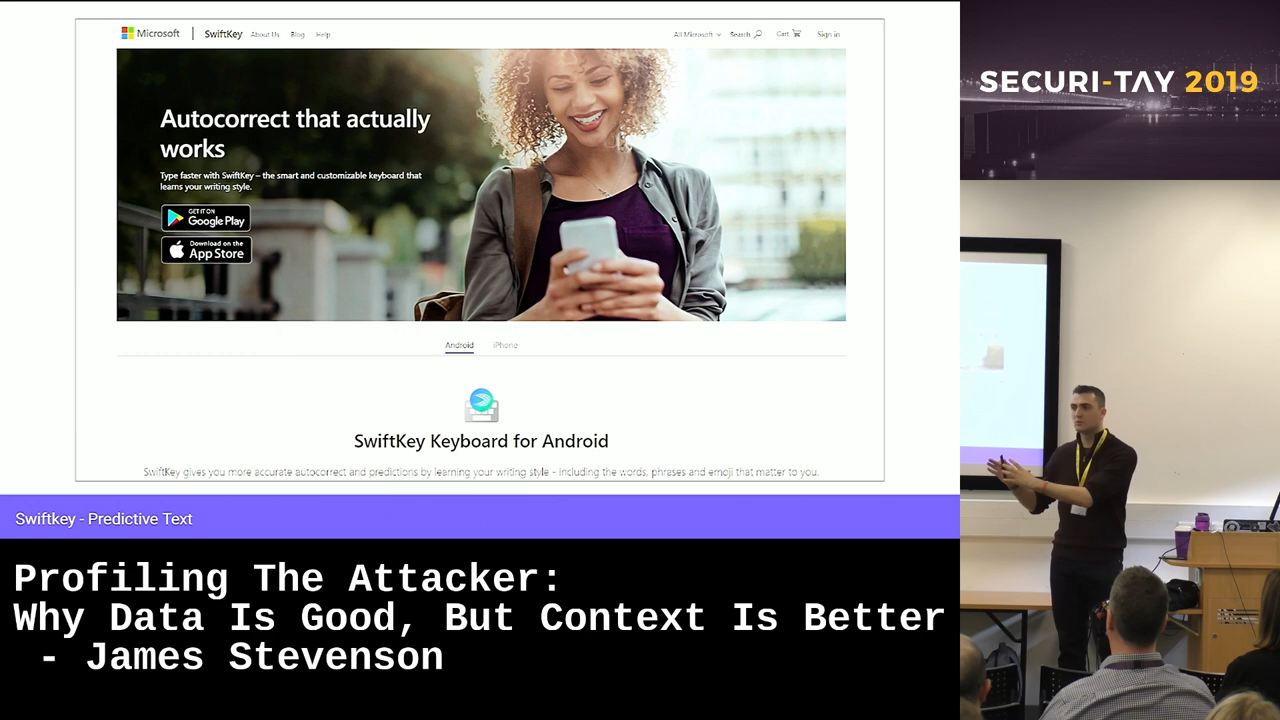 Microsoft
SwiftKey
About Us
Blog
Help
All Microsoft
Search
Cart
Sign in
Autocorrect that actually
works
Type faster with SwiftKey – the smart and customizable keyboard that
learns your writing style.
GET IT ON
Google Play
Download on the
App Store
Android
iPhone
SwiftKey Keyboard for Android
SwiftKey gives you more accurate autocorrect and predictions by learning your writing style - including the words, phrases and emoji that matter to you.
Swiftkey - Predictive Text
Profiling The Attacker:
Why Data Is Good, But Context Is Better
- James Stevenson
SECURI-TAY 2019